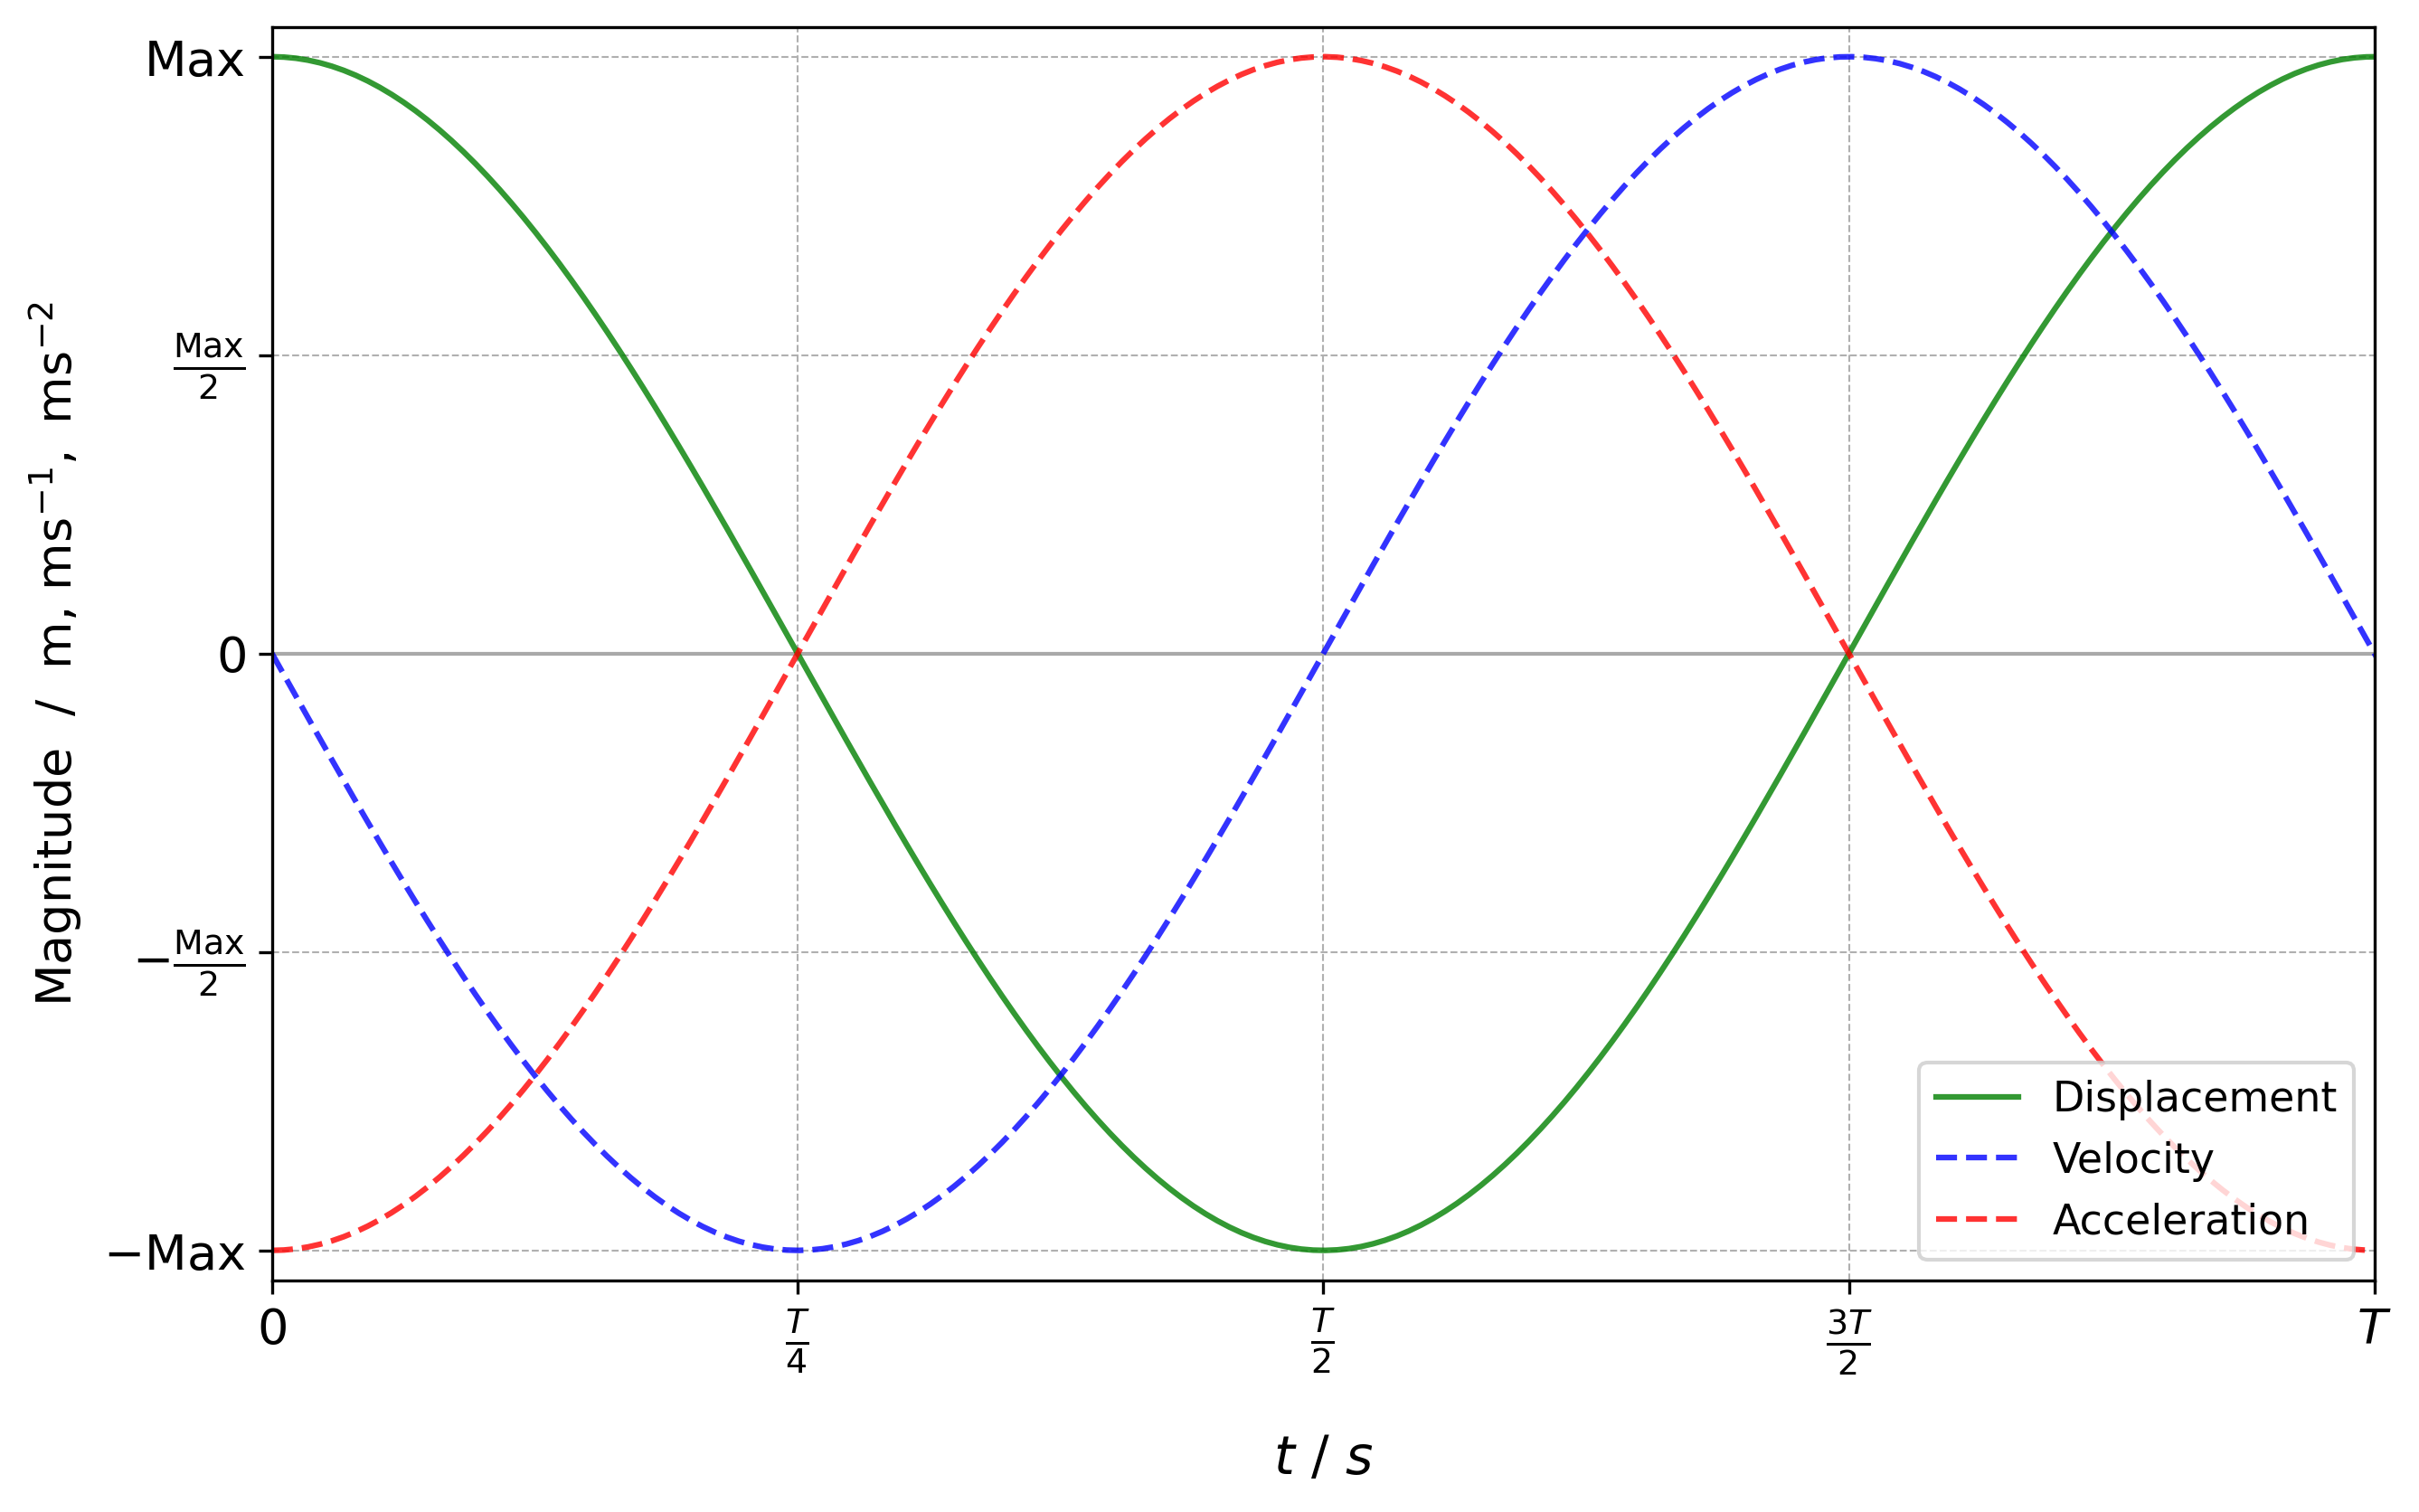 Max
Max/2
0
−Max/2
−Max
Magnitude / m, ms⁻¹, ms⁻²
Displacement
Velocity
Acceleration
0
T/4
T/2
3T/2
T
t / s